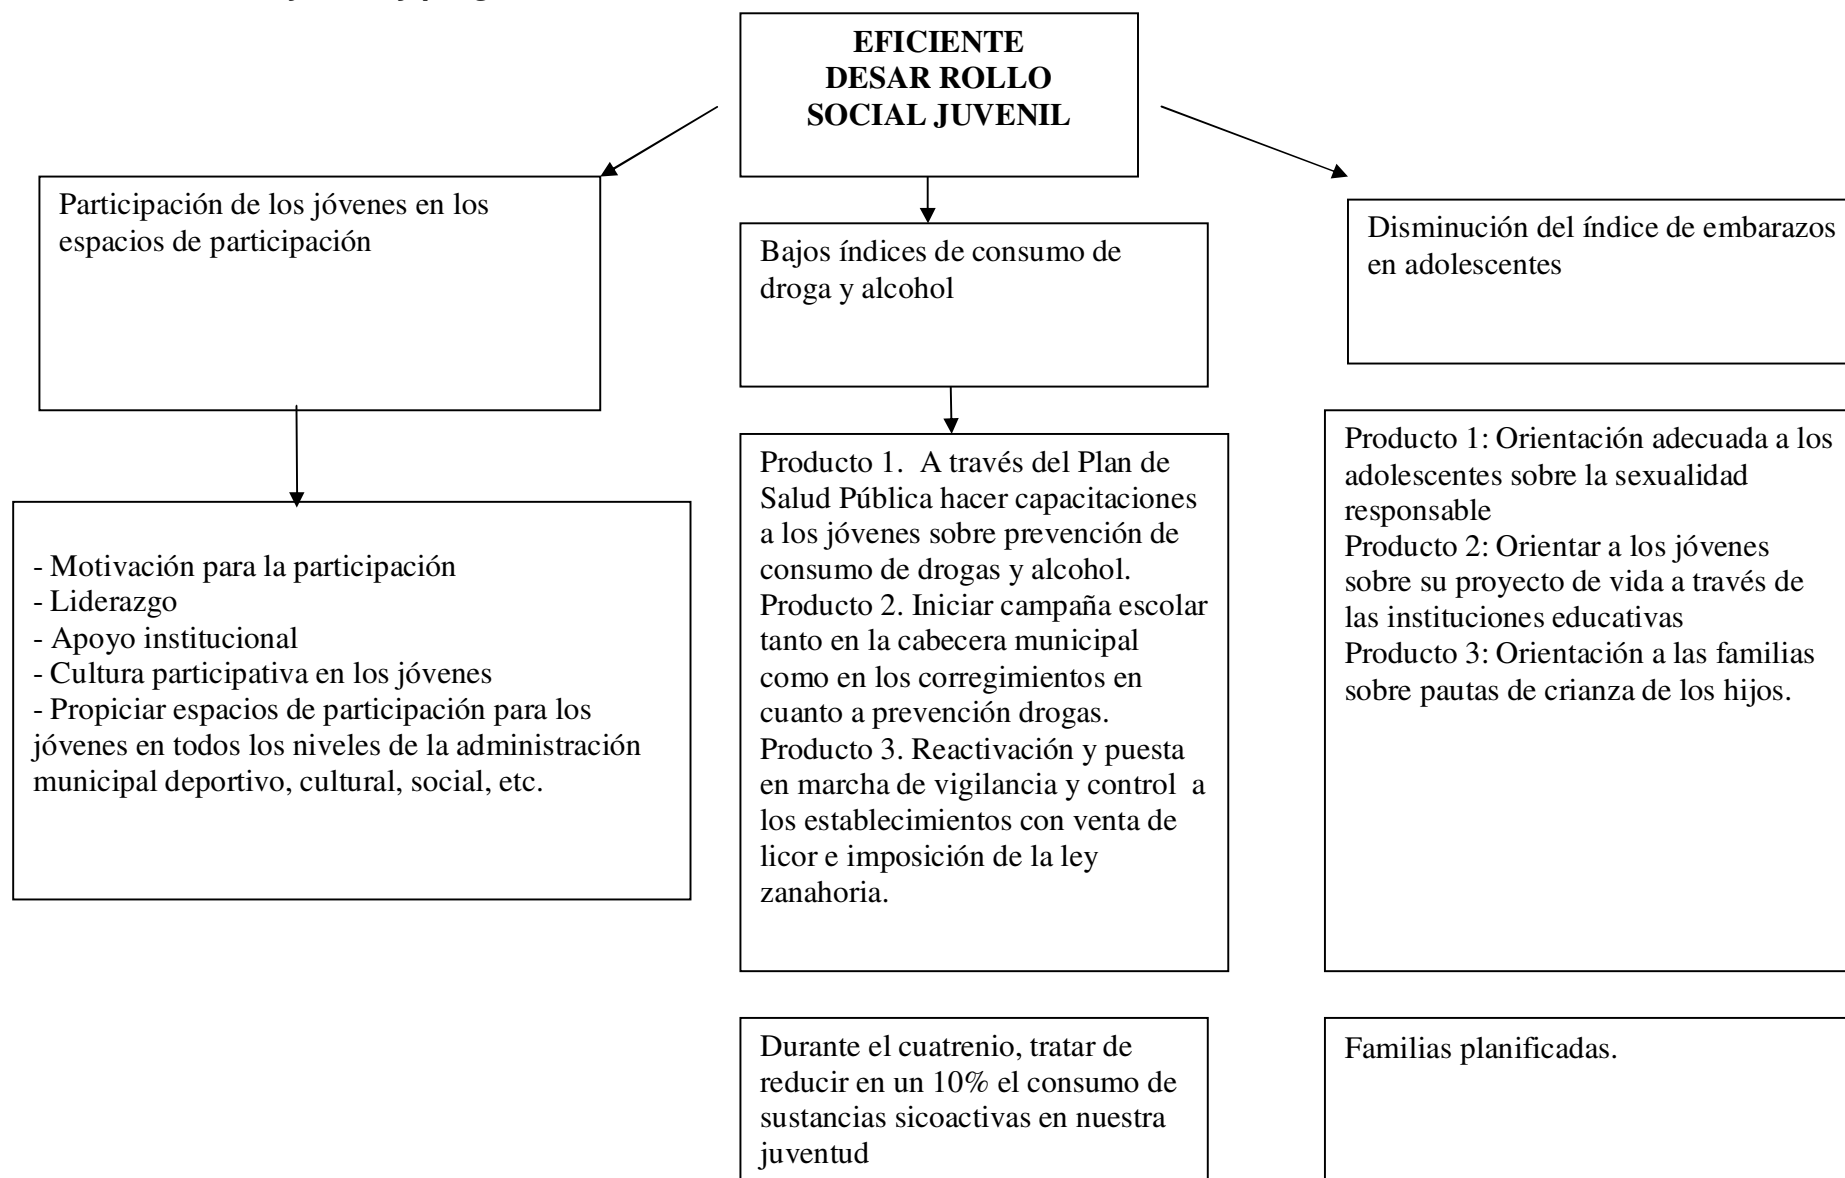 EFICIENTE
DESAR ROLLO
SOCIAL JUVENIL
Participación de los jóvenes en los
espacios de participación
Bajos índices de consumo de
droga y alcohol
Disminución del índice de embarazos
en adolescentes
- Motivación para la participación
- Liderazgo
- Apoyo institucional
- Cultura participativa en los jóvenes
- Propiciar espacios de participación para los
jóvenes en todos los niveles de la administración
municipal deportivo, cultural, social, etc.
Producto 1.  A través del Plan de
Salud Pública hacer capacitaciones
a los jóvenes sobre prevención de
consumo de drogas y alcohol.
Producto 2. Iniciar campaña escolar
tanto en la cabecera municipal
como en los corregimientos en
cuanto a prevención drogas.
Producto 3. Reactivación y puesta
en marcha de vigilancia y control  a
los establecimientos con venta de
licor e imposición de la ley
zanahoria.
Producto 1: Orientación adecuada a los
adolescentes sobre la sexualidad
responsable
Producto 2: Orientar a los jóvenes
sobre su proyecto de vida a través de
las instituciones educativas
Producto 3: Orientación a las familias
sobre pautas de crianza de los hijos.
Durante el cuatrenio, tratar de
reducir en un 10% el consumo de
sustancias sicoactivas en nuestra
juventud
Familias planificadas.